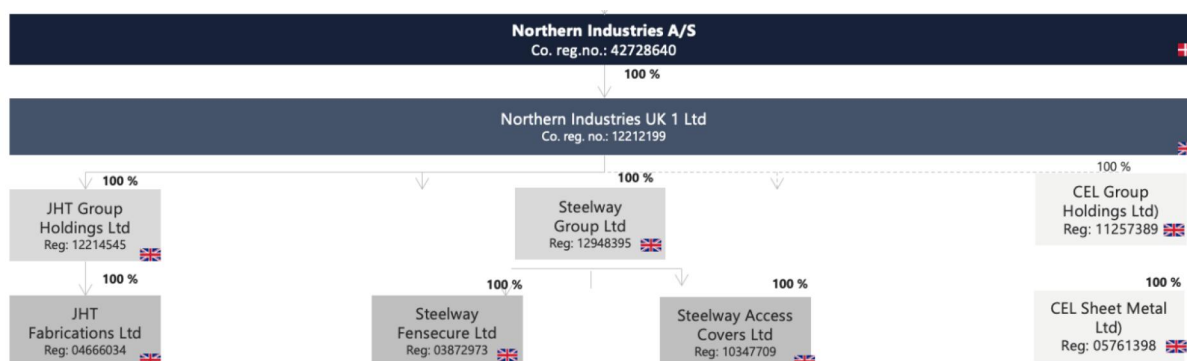 Northern Industries A/S
Co. reg.no.: 42728640
100 %
Northern Industries UK 1 Ltd
Co. reg. no.: 12212199
100 %
100 %
100 %
JHT Group
Holdings Ltd
Reg: 12214545
Steelway
Group Ltd
Reg: 12948395
CEL Group
Holdings Ltd)
Reg: 11257389
100 %
100 %
100 %
100 %
JHT
Fabrications Ltd
Reg: 04666034
Steelway
Fensecure Ltd
Reg: 03872973
Steelway Access
Covers Ltd
Reg: 10347709
CEL Sheet Metal
Ltd)
Reg: 05761398